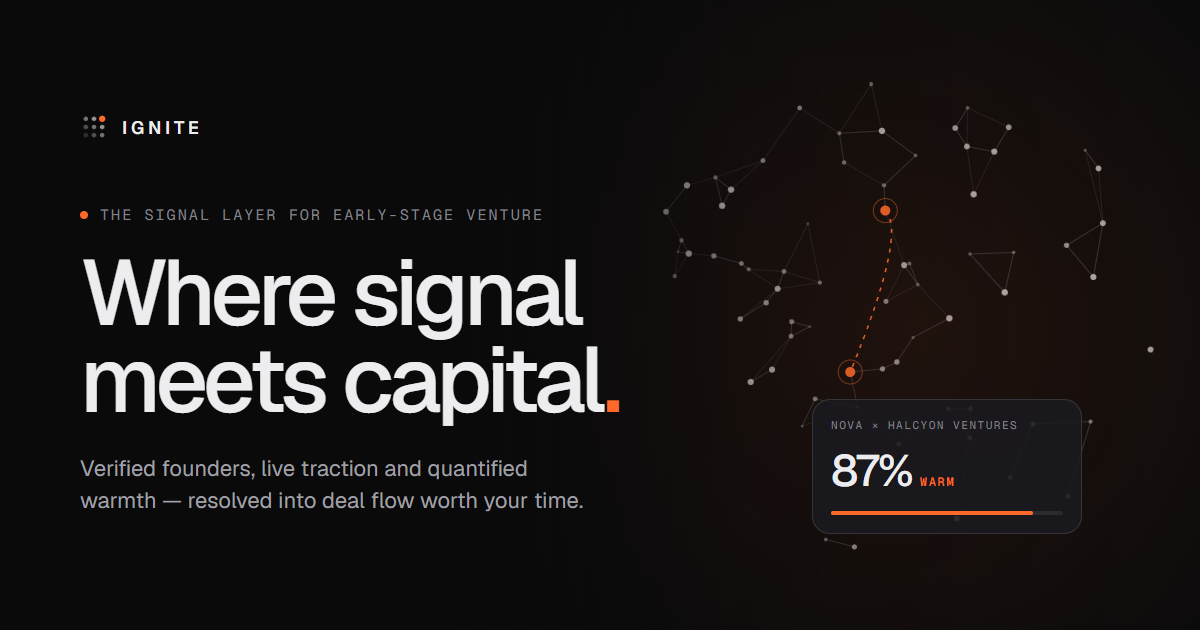 IGNITE
THE SIGNAL LAYER FOR EARLY-STAGE VENTURE
Where signal
meets capital.
Verified founders, live traction and quantified
warmth — resolved into deal flow worth your time.
NOVA × HALCYON VENTURES
87% WARM